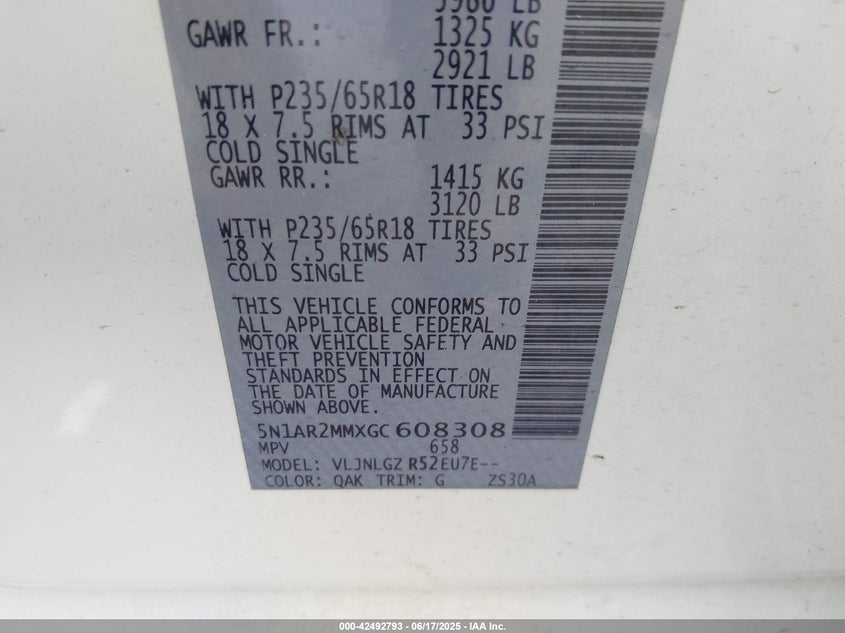 5980 LB
GAWR FR.: 1325 KG
2921 LB
WITH P235/65R18 TIRES
18 X 7.5 RIMS AT 33 PSI
COLD SINGLE
GAWR RR.: 1415 KG
3120 LB
WITH P235/65R18 TIRES
18 X 7.5 RIMS AT 33 PSI
COLD SINGLE
THIS VEHICLE CONFORMS TO
ALL APPLICABLE FEDERAL
MOTOR VEHICLE SAFETY AND
THEFT PREVENTION
STANDARDS IN EFFECT ON
THE DATE OF MANUFACTURE
SHOWN ABOVE.
5N1AR2MMXGC 608308
MPV 658
MODEL: VLJNLGZ R52EU7E--
COLOR: QAK TRIM: G ZS30A
000-42492793 - 06/17/2025 - IAA Inc.